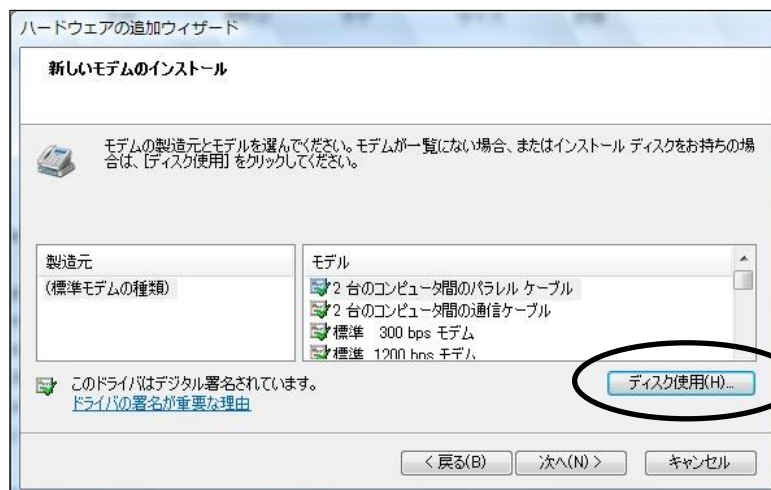 ハードウェアの追加ウィザード
新しいモデムのインストール
モデムの製造元とモデルを選んでください。モデムが一覧にない場合、またはインストール ディスクをお持ちの場
合は、[ディスク使用] をクリックしてください。
製造元
(標準モデムの種類)
モデル
2 台のコンピュータ間のパラレル ケーブル
2 台のコンピュータ間の通信ケーブル
標準 300 bps モデム
標準 1200 bps モデム
このドライバはデジタル署名されています。
ドライバの署名が重要な理由
ディスク使用(H)...
< 戻る(B)
次へ(N) >
キャンセル